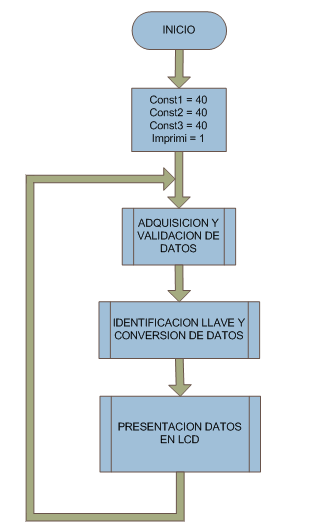 INICIO
Const1 = 40
Const2 = 40
Const3 = 40
Imprimi = 1
ADQUISICION Y
VALIDACION DE
DATOS
IDENTIFICACION LLAVE Y
CONVERSION DE DATOS
PRESENTACION DATOS
EN LCD